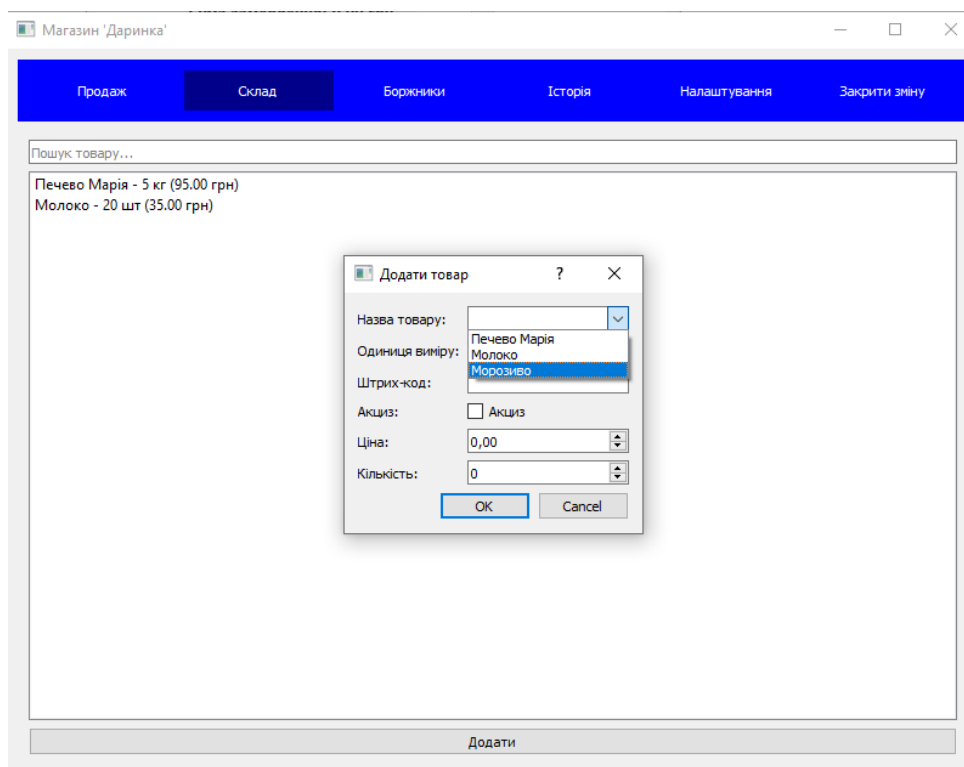 Магазин 'Даринка'
Продаж Склад Боржники Історія Налаштування Закрити зміну
Пошук товару...
Печево Марія - 5 кг (95.00 грн)
Молоко - 20 шт (35.00 грн)
Додати товар ?
Назва товару:
Печево Марія
Одиниця виміру:
Молоко
Морозиво
Штрих-код:
Акциз: Акциз
Ціна: 0,00
Кількість: 0
OK Cancel
Додати